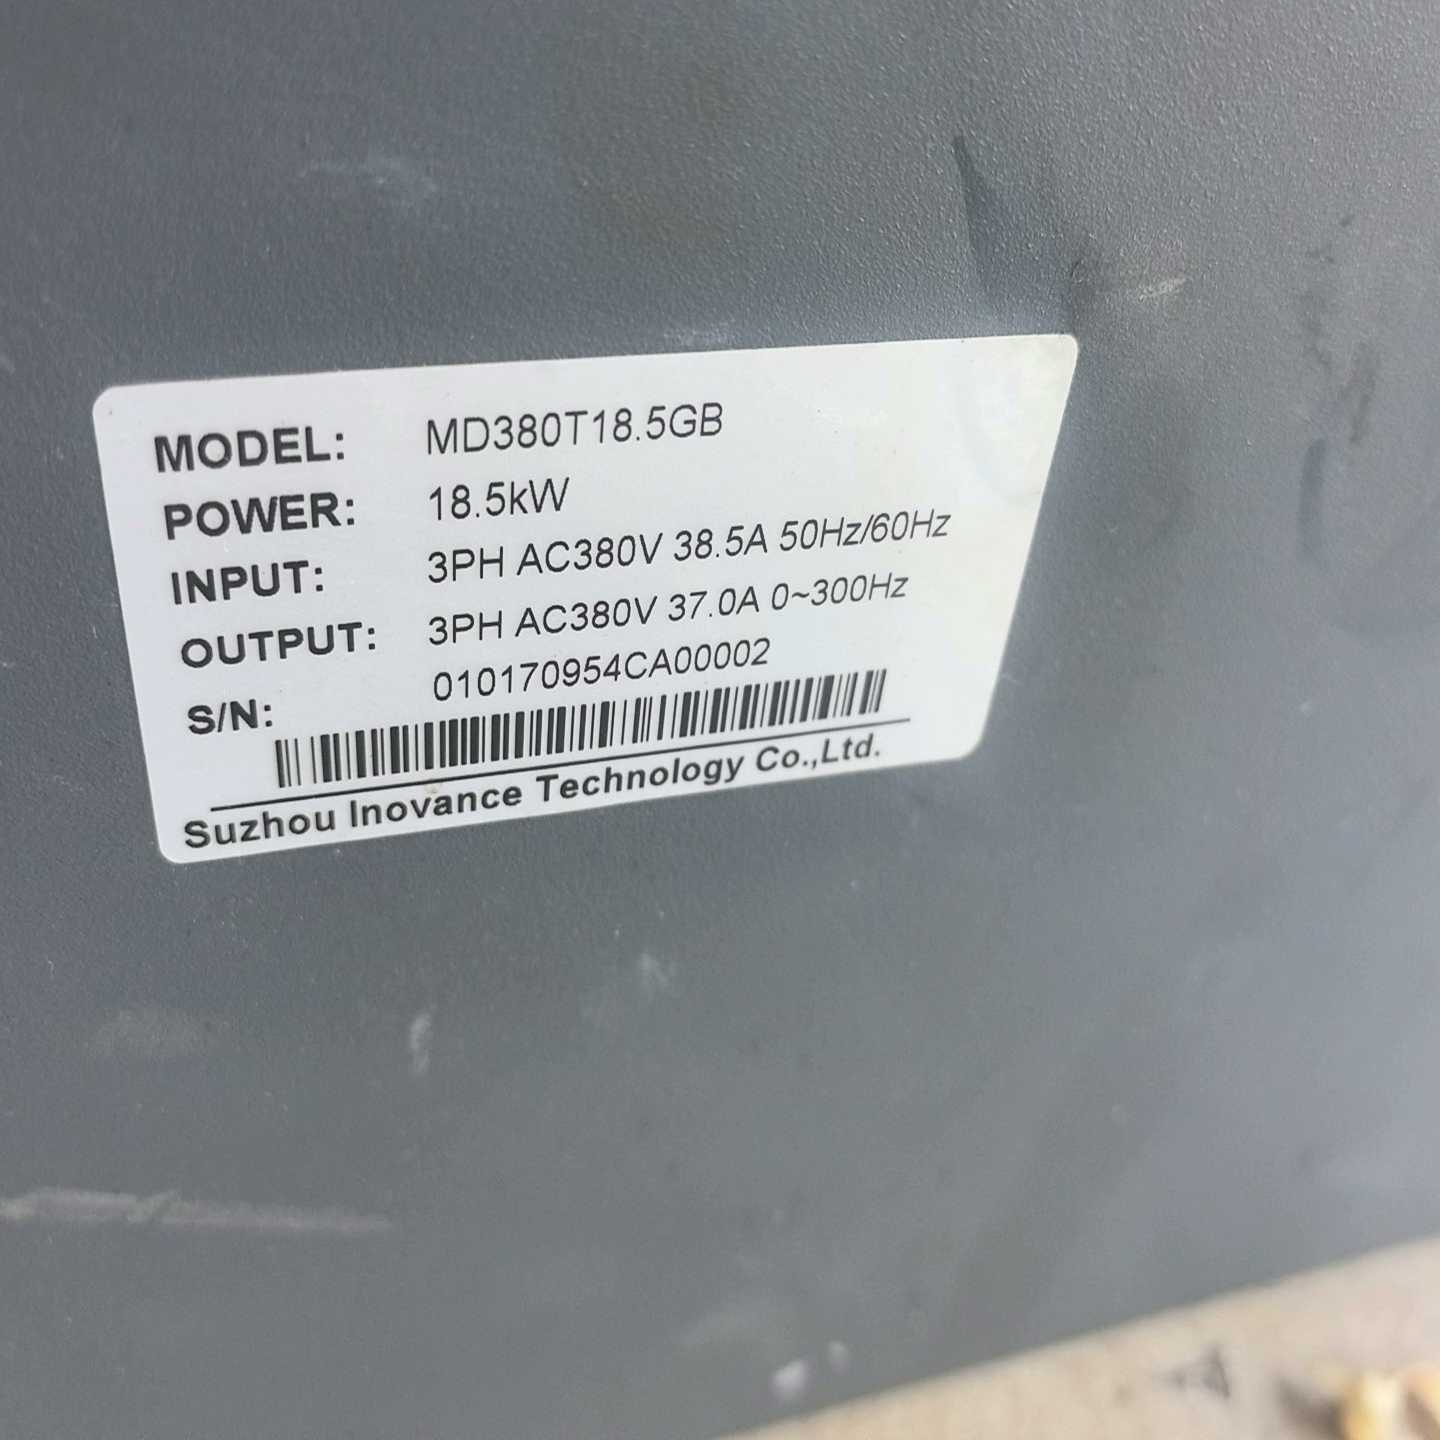 MODEL: MD380T18.5GB
POWER: 18.5kW
INPUT: 3PH AC380V 38.5A 50Hz/60Hz
OUTPUT: 3PH AC380V 37.0A 0~300Hz
S/N: 010170954CA00002
Suzhou Inovance Technology Co.,Ltd.